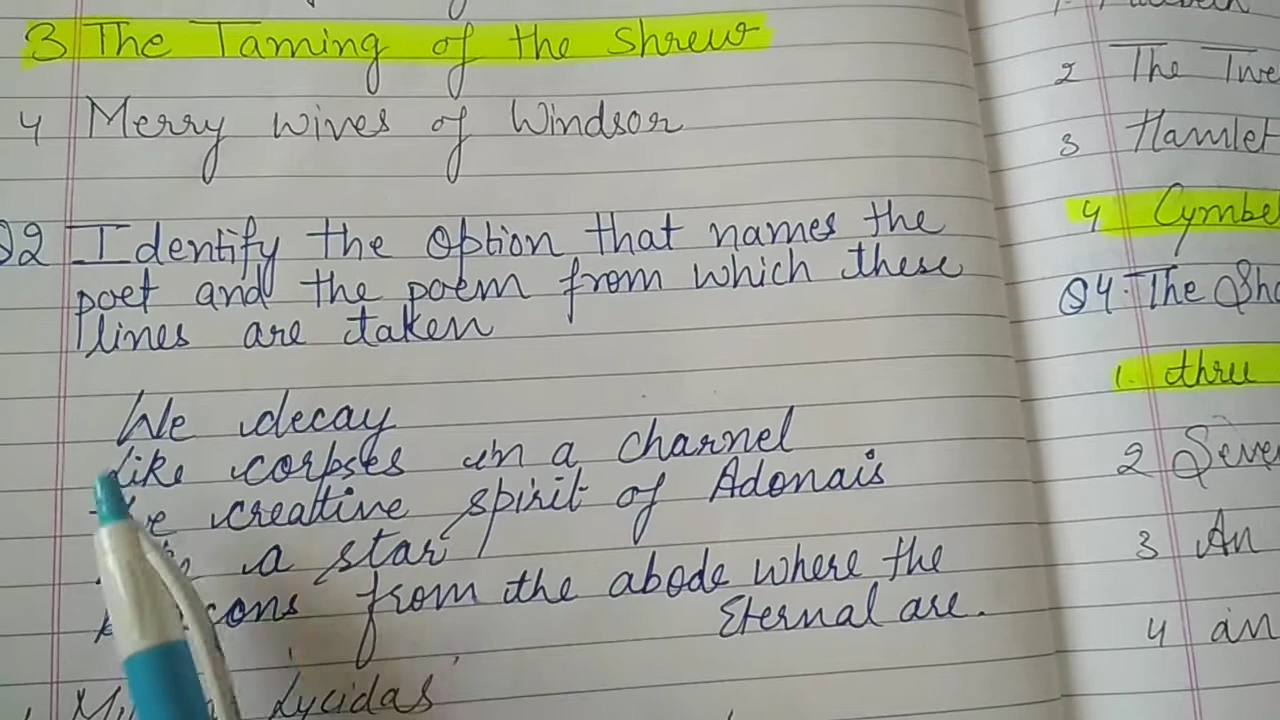 3 The Taming of the Shrew
4 Merry wives of Windsor
Q2 Identify the option that names the
poet and the poem from which these
lines are taken
We decay
Like corpses in a charnel
creative spirit of Adonais
a star
from the abode where the
Eternal are.
Lycidas
2 The
3 Hamlet
4
Q4. The
1. three
2
3 An
4 an